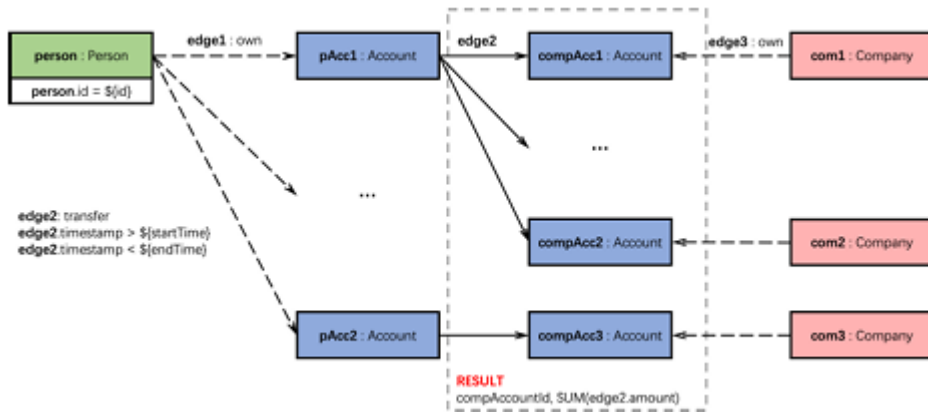 person : Person
person.id = ${id}
edge1 : own
pAcc1 : Account
edge2
compAcc1 : Account
edge3 : own
com1 : Company
...
...
edge2: transfer
edge2.timestamp > ${startTime}
edge2.timestamp < ${endTime}
compAcc2 : Account
com2 : Company
pAcc2 : Account
compAcc3 : Account
com3 : Company
RESULT
compAccountId, SUM(edge2.amount)